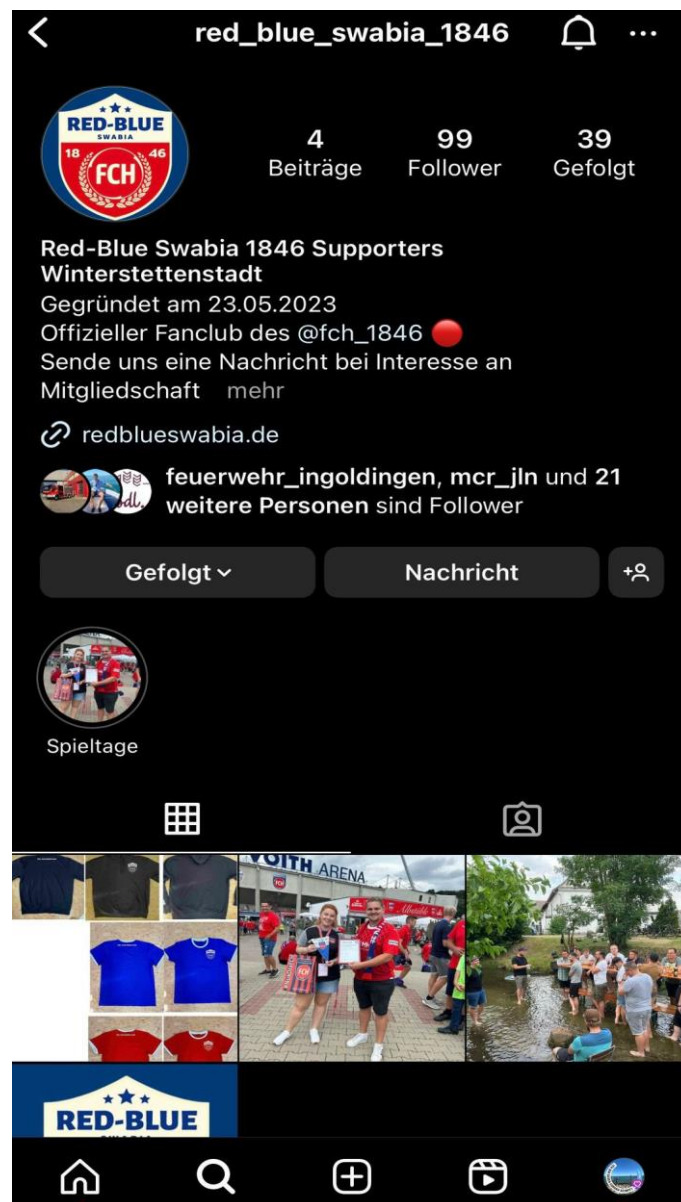 red_blue_swabia_1846
RED-BLUE
SWABIA
18 46
FCH
4 99 39
Beiträge Follower Gefolgt
Red-Blue Swabia 1846 Supporters
Winterstettenstadt
Gegründet am 23.05.2023
Offizieller Fanclub des @fch_1846 🔴
Sende uns eine Nachricht bei Interesse an
Mitgliedschaft mehr
redblueswabia.de
feuerwehr_ingoldingen, mcr_jln und 21
weitere Personen sind Follower
Gefolgt
Nachricht
Spieltage
VOITH ARENA
FCH
RED-BLUE